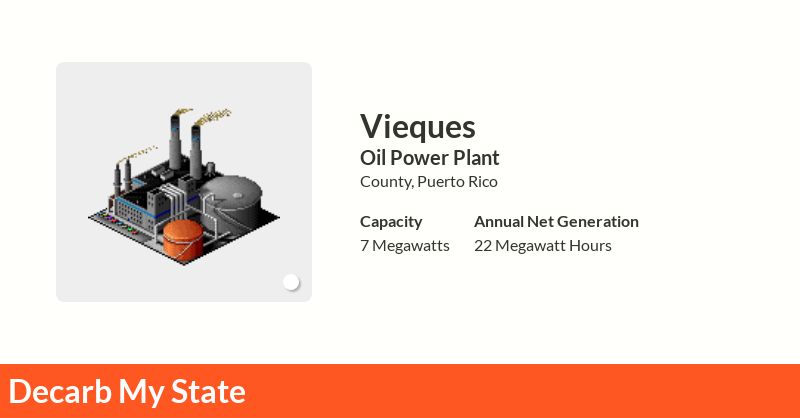 Vieques
Oil Power Plant
County, Puerto Rico
Capacity
Annual Net Generation
7 Megawatts
22 Megawatt Hours
Decarb My State